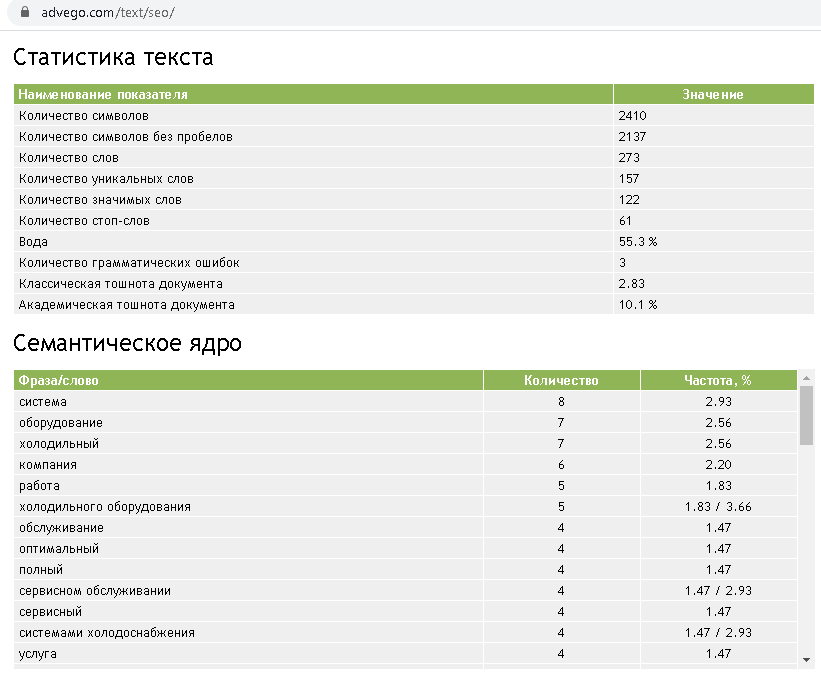 advego.com/text/seo/
Статистика текста
Наименование показателя Значение
Количество символов 2410
Количество символов без пробелов 2137
Количество слов 273
Количество уникальных слов 157
Количество значимых слов 122
Количество стоп-слов 61
Вода 55.3 %
Количество грамматических ошибок 3
Классическая тошнота документа 2.83
Академическая тошнота документа 10.1 %
Семантическое ядро
Фраза/слово Количество Частота, %
система 8 2.93
оборудование 7 2.56
холодильный 7 2.56
компания 6 2.20
работа 5 1.83
холодильного оборудования 5 1.83 / 3.66
обслуживание 4 1.47
оптимальный 4 1.47
полный 4 1.47
сервисном обслуживании 4 1.47 / 2.93
сервисный 4 1.47
системами холодоснабжения 4 1.47 / 2.93
услуга 4 1.47